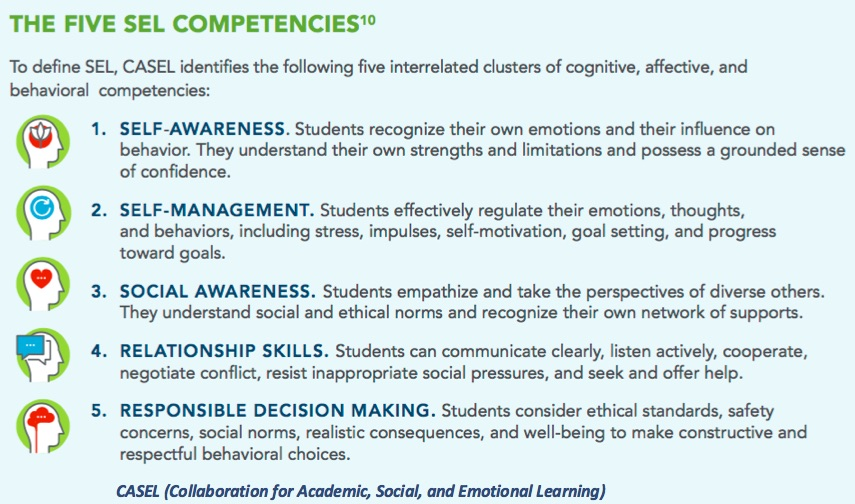 THE FIVE SEL COMPETENCIES¹⁰
To define SEL, CASEL identifies the following five interrelated clusters of cognitive, affective, and
behavioral competencies:
1. SELF-AWARENESS. Students recognize their own emotions and their influence on
behavior. They understand their own strengths and limitations and possess a grounded sense
of confidence.
2. SELF-MANAGEMENT. Students effectively regulate their emotions, thoughts,
and behaviors, including stress, impulses, self-motivation, goal setting, and progress
toward goals.
3. SOCIAL AWARENESS. Students empathize and take the perspectives of diverse others.
They understand social and ethical norms and recognize their own network of supports.
4. RELATIONSHIP SKILLS. Students can communicate clearly, listen actively, cooperate,
negotiate conflict, resist inappropriate social pressures, and seek and offer help.
5. RESPONSIBLE DECISION MAKING. Students consider ethical standards, safety
concerns, social norms, realistic consequences, and well-being to make constructive and
respectful behavioral choices.
CASEL (Collaboration for Academic, Social, and Emotional Learning)